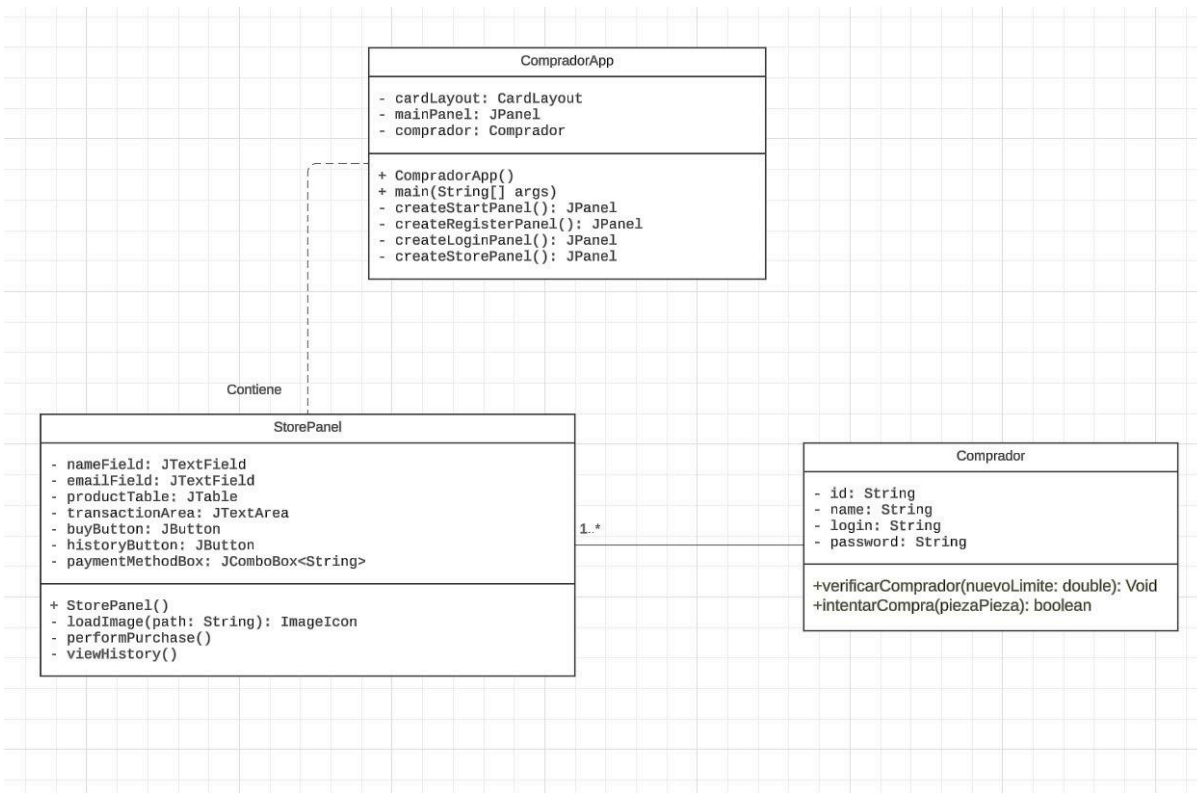 CompradorApp
- cardLayout: CardLayout
- mainPanel: JPanel
- comprador: Comprador
+ CompradorApp()
+ main(String[] args)
- createStartPanel(): JPanel
- createRegisterPanel(): JPanel
- createLoginPanel(): JPanel
- createStorePanel(): JPanel
Contiene
StorePanel
- nameField: JTextField
- emailField: JTextField
- productTable: JTable
- transactionArea: JTextArea
- buyButton: JButton
- historyButton: JButton
- paymentMethodBox: JComboBox<String>
+ StorePanel()
- loadImage(path: String): ImageIcon
- performPurchase()
- viewHistory()
1..*
Comprador
- id: String
- name: String
- login: String
- password: String
+verificarComprador(nuevoLimite: double): Void
+intentarCompra(piezaPieza): boolean